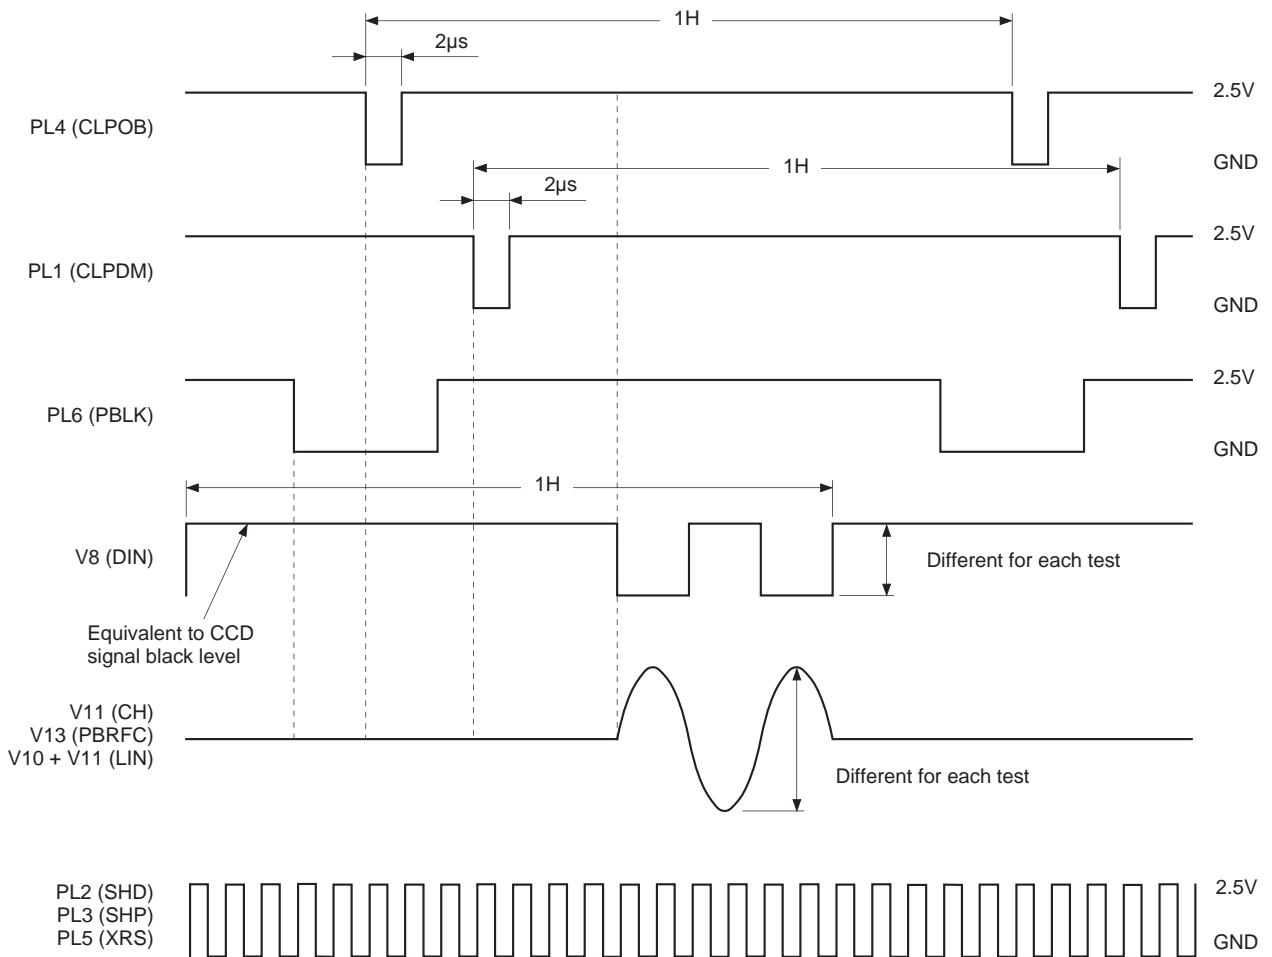 1H
2μs
2.5V
PL4 (CLPOB)
GND
1H
2μs
2.5V
PL1 (CLPDM)
GND
2.5V
PL6 (PBLK)
GND
1H
V8 (DIN)
Different for each test
Equivalent to CCD
signal black level
V11 (CH)
V13 (PBRFC)
V10 + V11 (LIN)
Different for each test
PL2 (SHD)
PL3 (SHP)
PL5 (XRS)
2.5V
GND